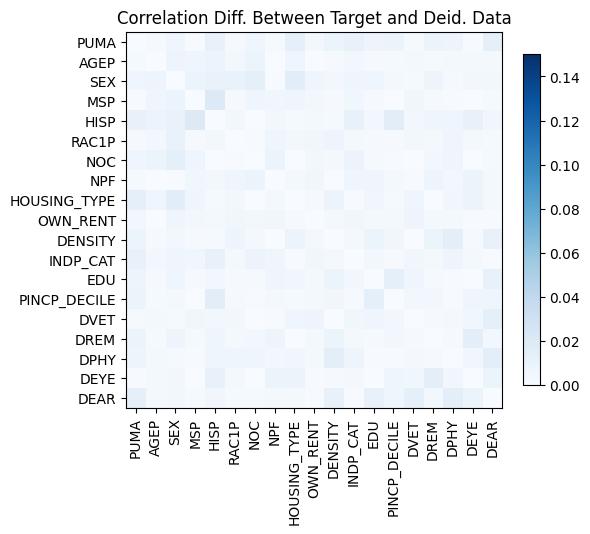 Correlation Diff. Between Target and Deid. Data
PUMA
AGEP
SEX
MSP
HISP
RAC1P
NOC
NPF
HOUSING_TYPE
OWN_RENT
DENSITY
INDP_CAT
EDU
PINCP_DECILE
DVET
DREM
DPHY
DEYE
DEAR
PUMA
AGEP
SEX
MSP
HISP
RAC1P
NOC
NPF
HOUSING_TYPE
OWN_RENT
DENSITY
INDP_CAT
EDU
PINCP_DECILE
DVET
DREM
DPHY
DEYE
DEAR
0.14
0.12
0.10
0.08
0.06
0.04
0.02
0.00